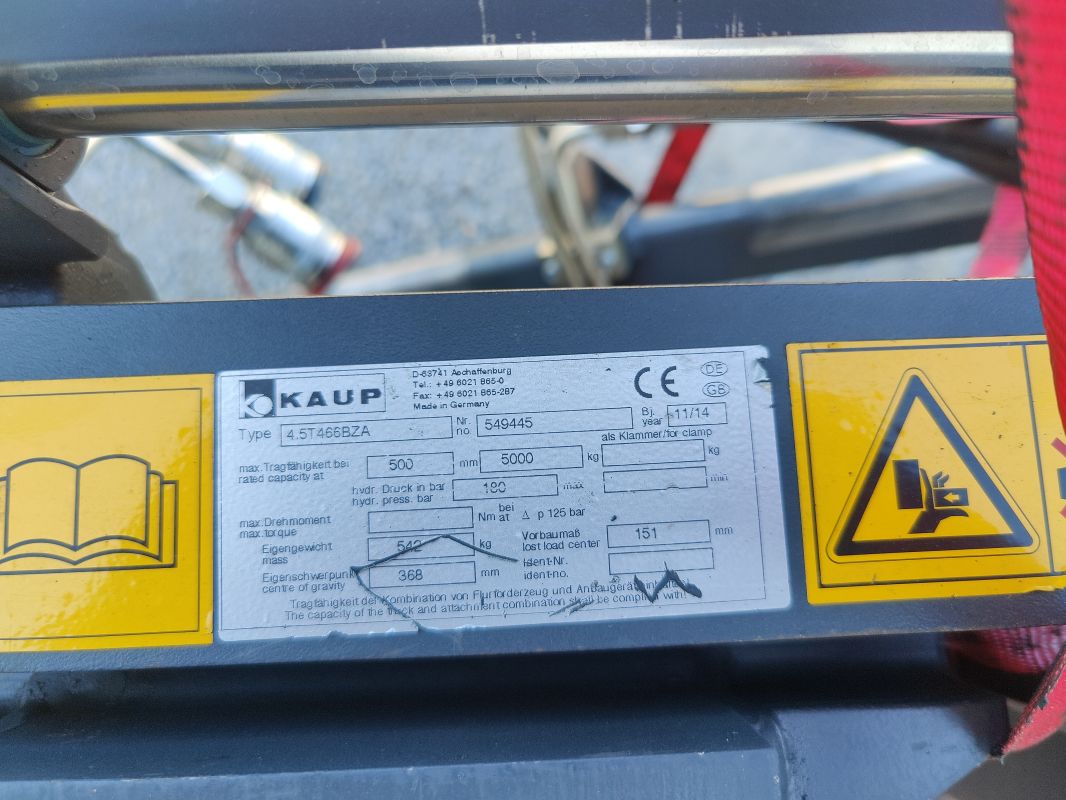 KAUP
D-63741 Aschaffenburg
Tel.: +49 6021 865-0
Fax: +49 6021 865-287
Made in Germany
CE
DE
GB
Type 4.5T466BZA
Nr. no. 549445
Bj. year 11/14
als Klammer/for clamp
max. Tragfähigkeit bei
rated capacity at
500 mm 5000 kg
kg
hydr. Druck in bar
hydr. press. bar
180 max
min
max. Drehmoment
max. torque
Nm bei at Δ p 125 bar
Eigengewicht
mass
542 kg
Vorbaumaß
lost load center
151 mm
Eigenschwerpunkt
centre of gravity
368 mm
Ident-Nr.
ident-no.
Tragfähigkeit der Kombination von Flurförderzeug und Anbaugerät
The capacity of the truck and attachment combination shall be complied with!